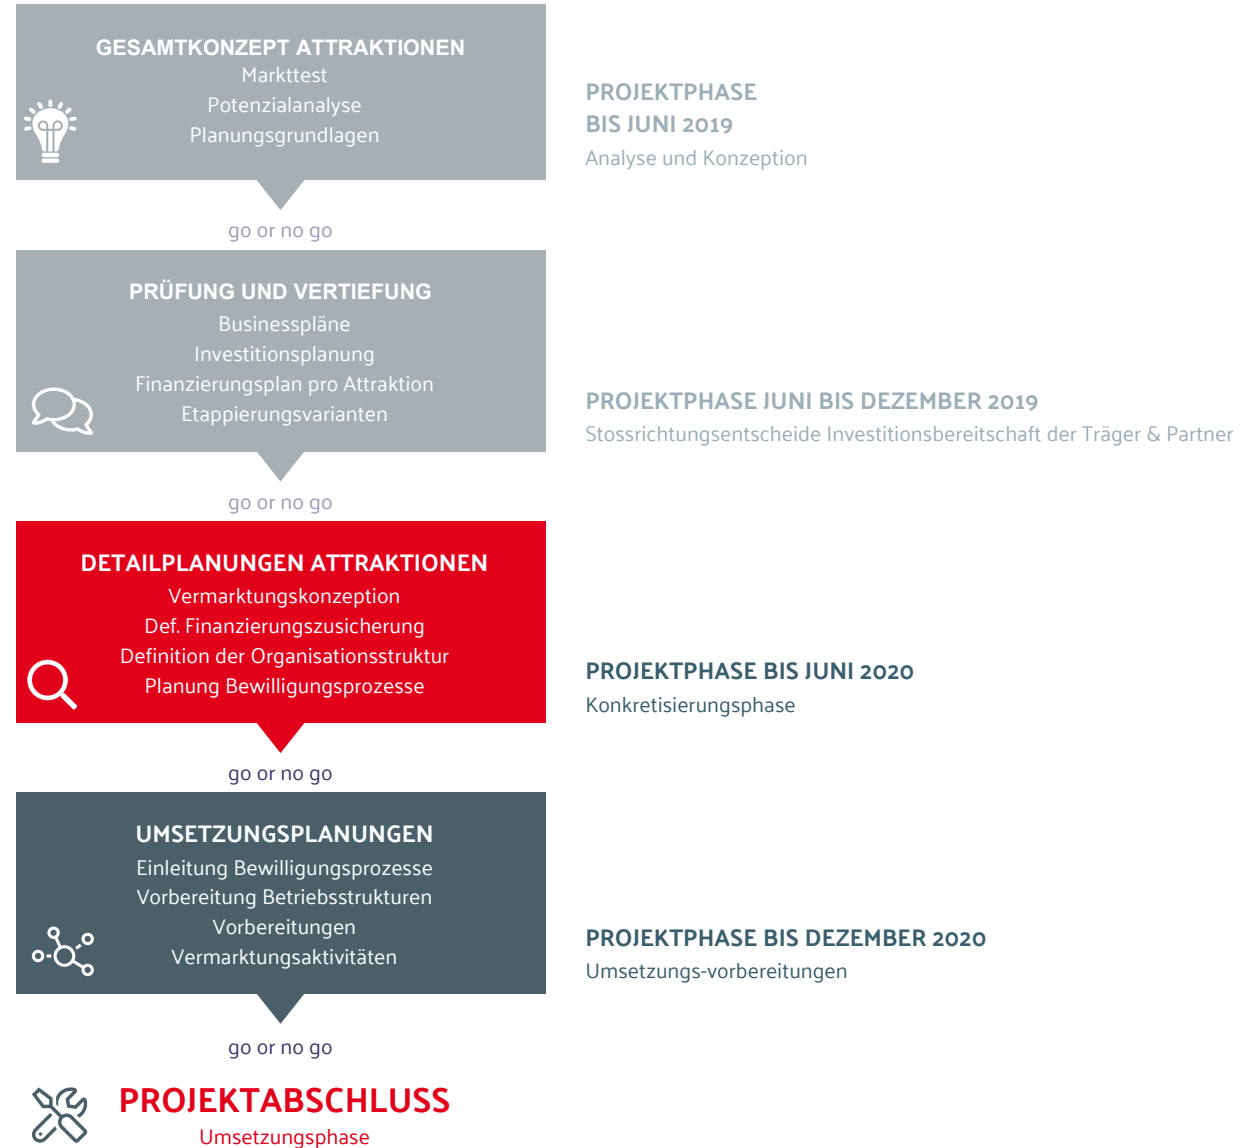 GESAMTKONZEPT ATTRAKTIONEN
Markttest
Potenzialanalyse
Planungsgrundlagen
PROJEKTPHASE
BIS JUNI 2019
Analyse und Konzeption
go or no go
PRÜFUNG UND VERTIEFUNG
Businesspläne
Investitionsplanung
Finanzierungsplan pro Attraktion
Etappierungsvarianten
PROJEKTPHASE JUNI BIS DEZEMBER 2019
Stossrichtungsentscheide Investitionsbereitschaft der Träger & Partner
go or no go
DETAILPLANUNGEN ATTRAKTIONEN
Vermarktungskonzeption
Def. Finanzierungszusicherung
Definition der Organisationsstruktur
Planung Bewilligungsprozesse
PROJEKTPHASE BIS JUNI 2020
Konkretisierungsphase
go or no go
UMSETZUNGSPLANUNGEN
Einleitung Bewilligungsprozesse
Vorbereitung Betriebsstrukturen
Vorbereitungen
Vermarktungsaktivitäten
PROJEKTPHASE BIS DEZEMBER 2020
Umsetzungs-vorbereitungen
go or no go
PROJEKTABSCHLUSS
Umsetzungsphase